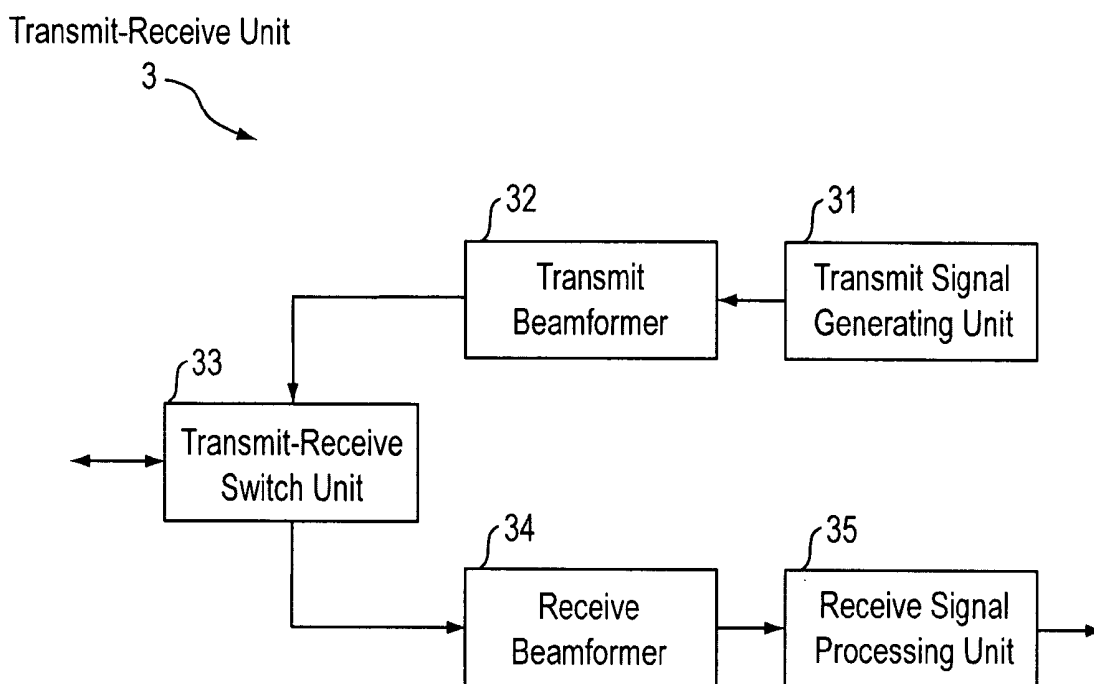 Transmit-Receive Unit
3
32
31
Transmit
Beamformer
Transmit Signal
Generating Unit
33
Transmit-Receive
Switch Unit
34
35
Receive
Beamformer
Receive Signal
Processing Unit